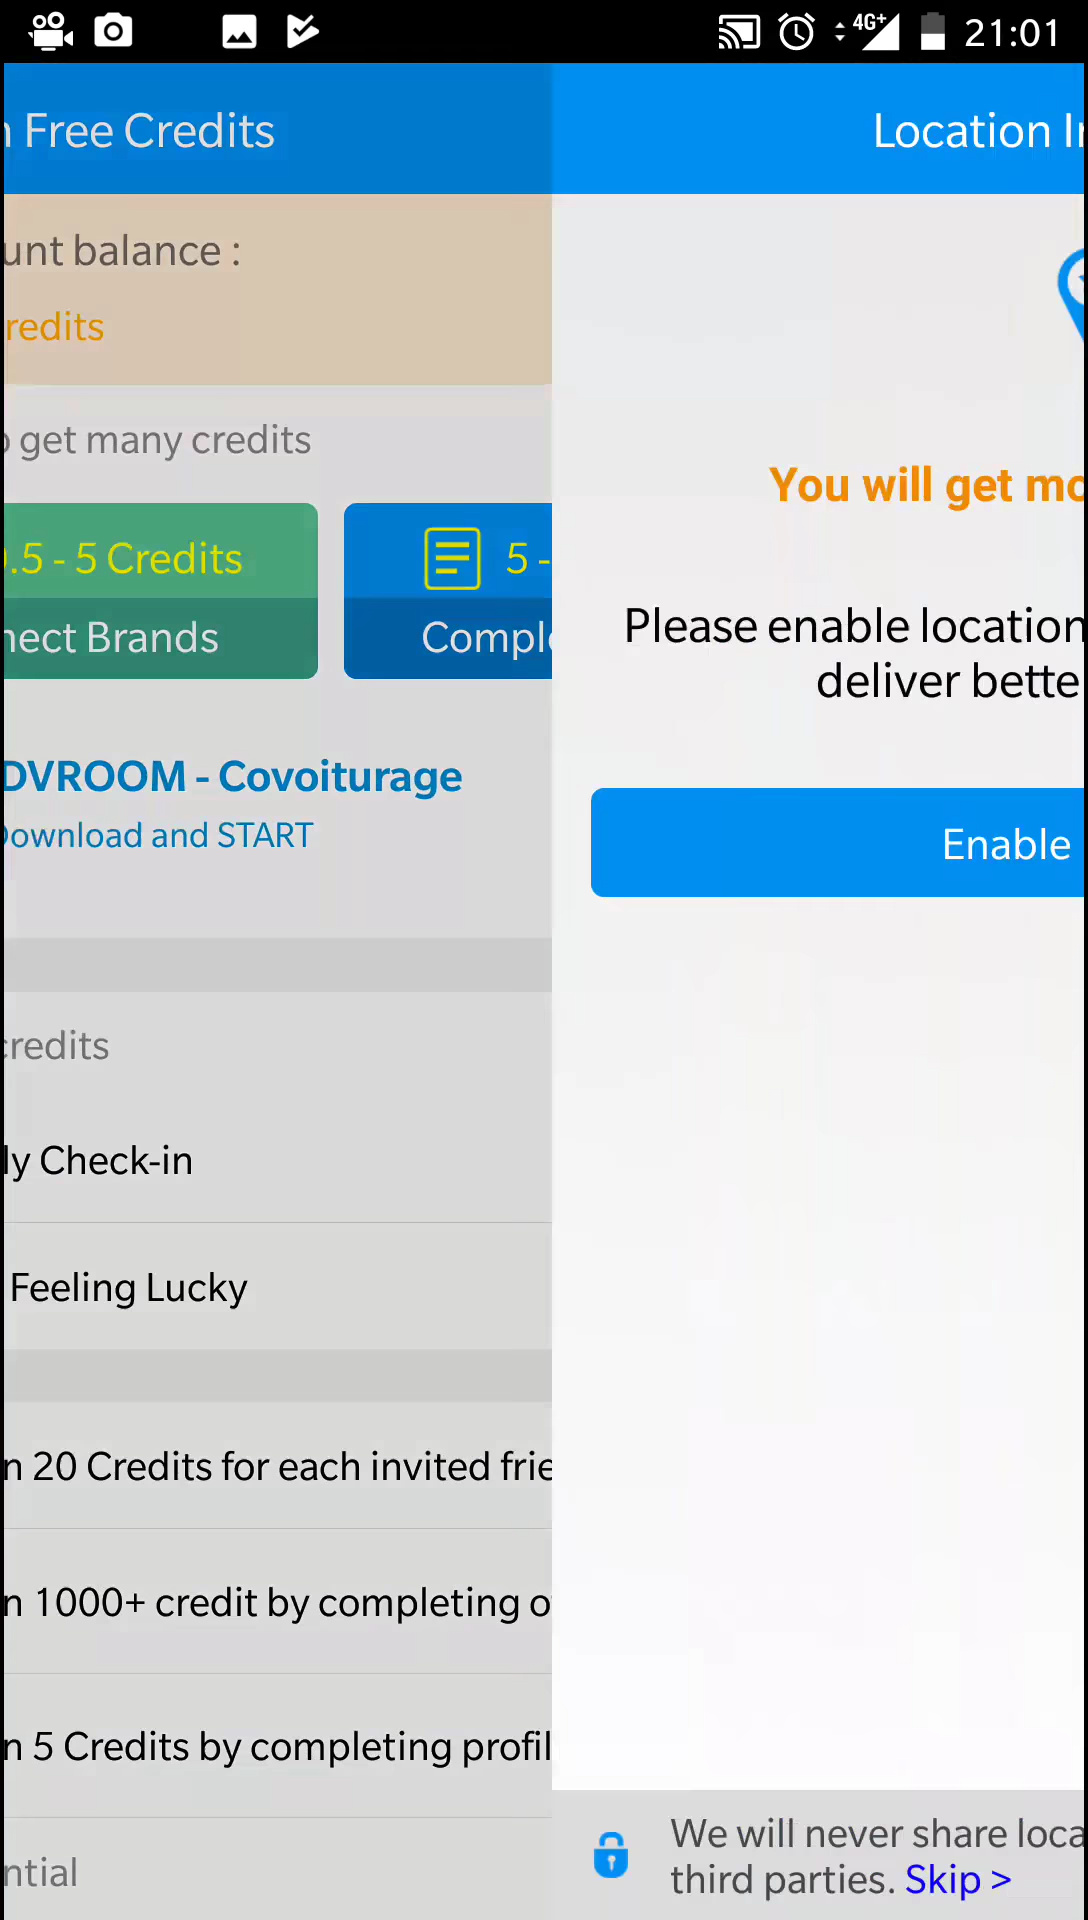 4G+ 21:01
Free Credits
unt balance :
redits
get many credits
.5 - 5 Credits
nect Brands
5 -
Compl
DVROOM - Covoiturage
Download and START
credits
ly Check-in
Feeling Lucky
n 20 Credits for each invited frie
n 1000+ credit by completing o
n 5 Credits by completing profil
ntial
Location I
You will get mo
Please enable location
deliver bette
Enable
We will never share loca
third parties. Skip >